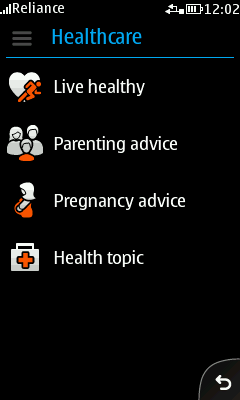 Reliance 12:02
Healthcare
Live healthy
Parenting advice
Pregnancy advice
Health topic